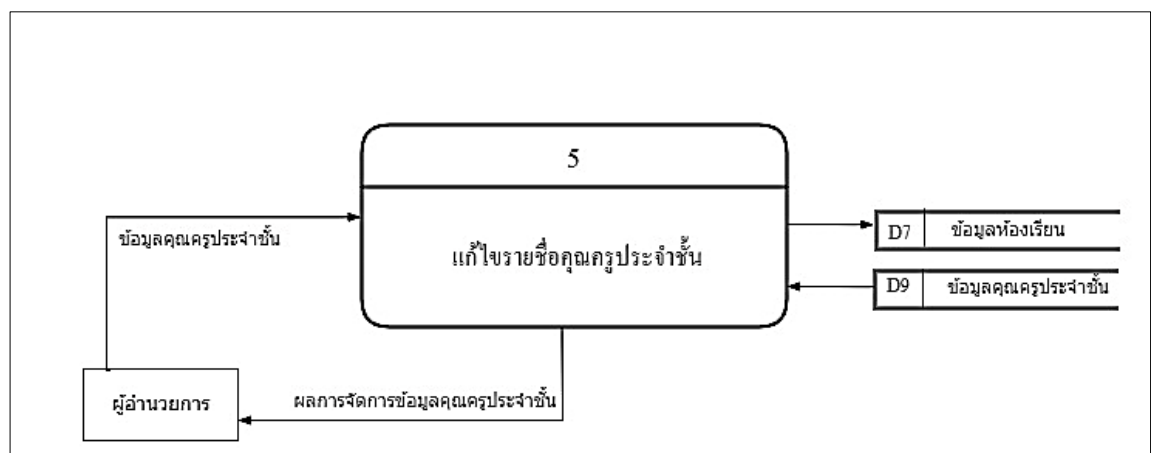 5
แก้ไขรายชื่อคุณครูประจำชั้น
ข้อมูลคุณครูประจำชั้น
D7 ข้อมูลห้องเรียน
D9 ข้อมูลคุณครูประจำชั้น
ผู้อำนวยการ
ผลการจัดการข้อมูลคุณครูประจำชั้น